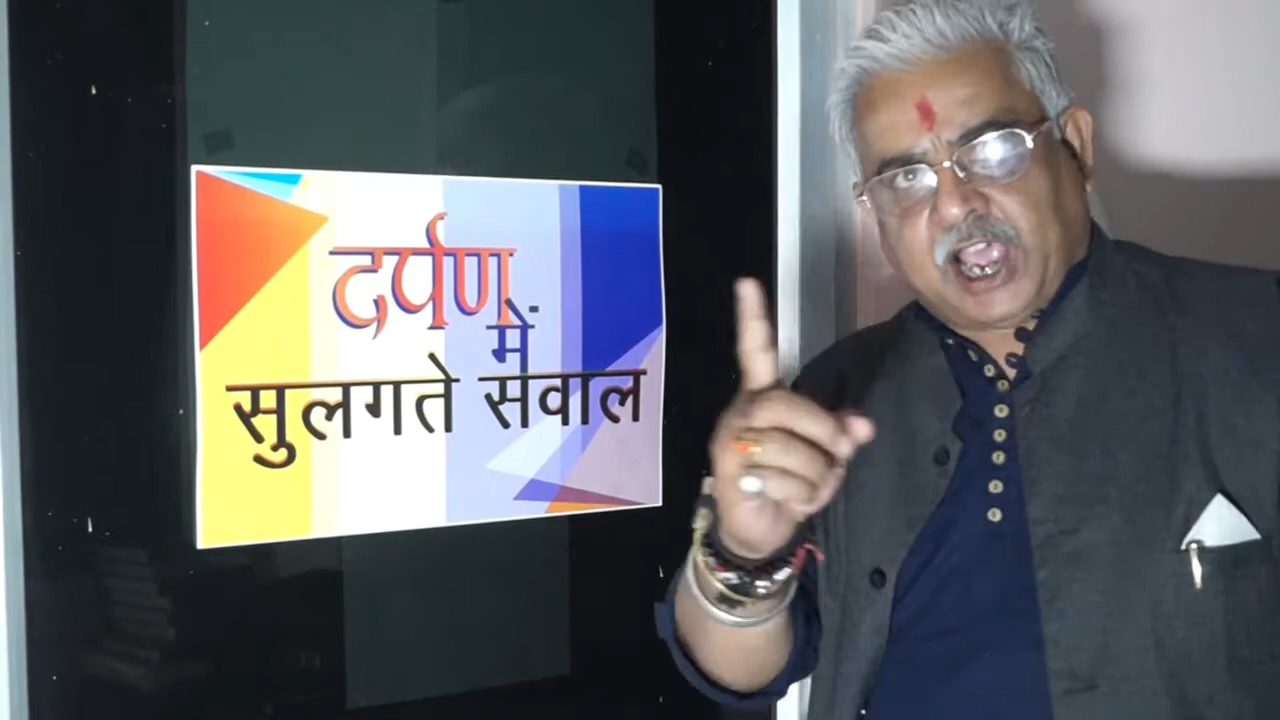 दर्पण
में
सुलगते सवाल